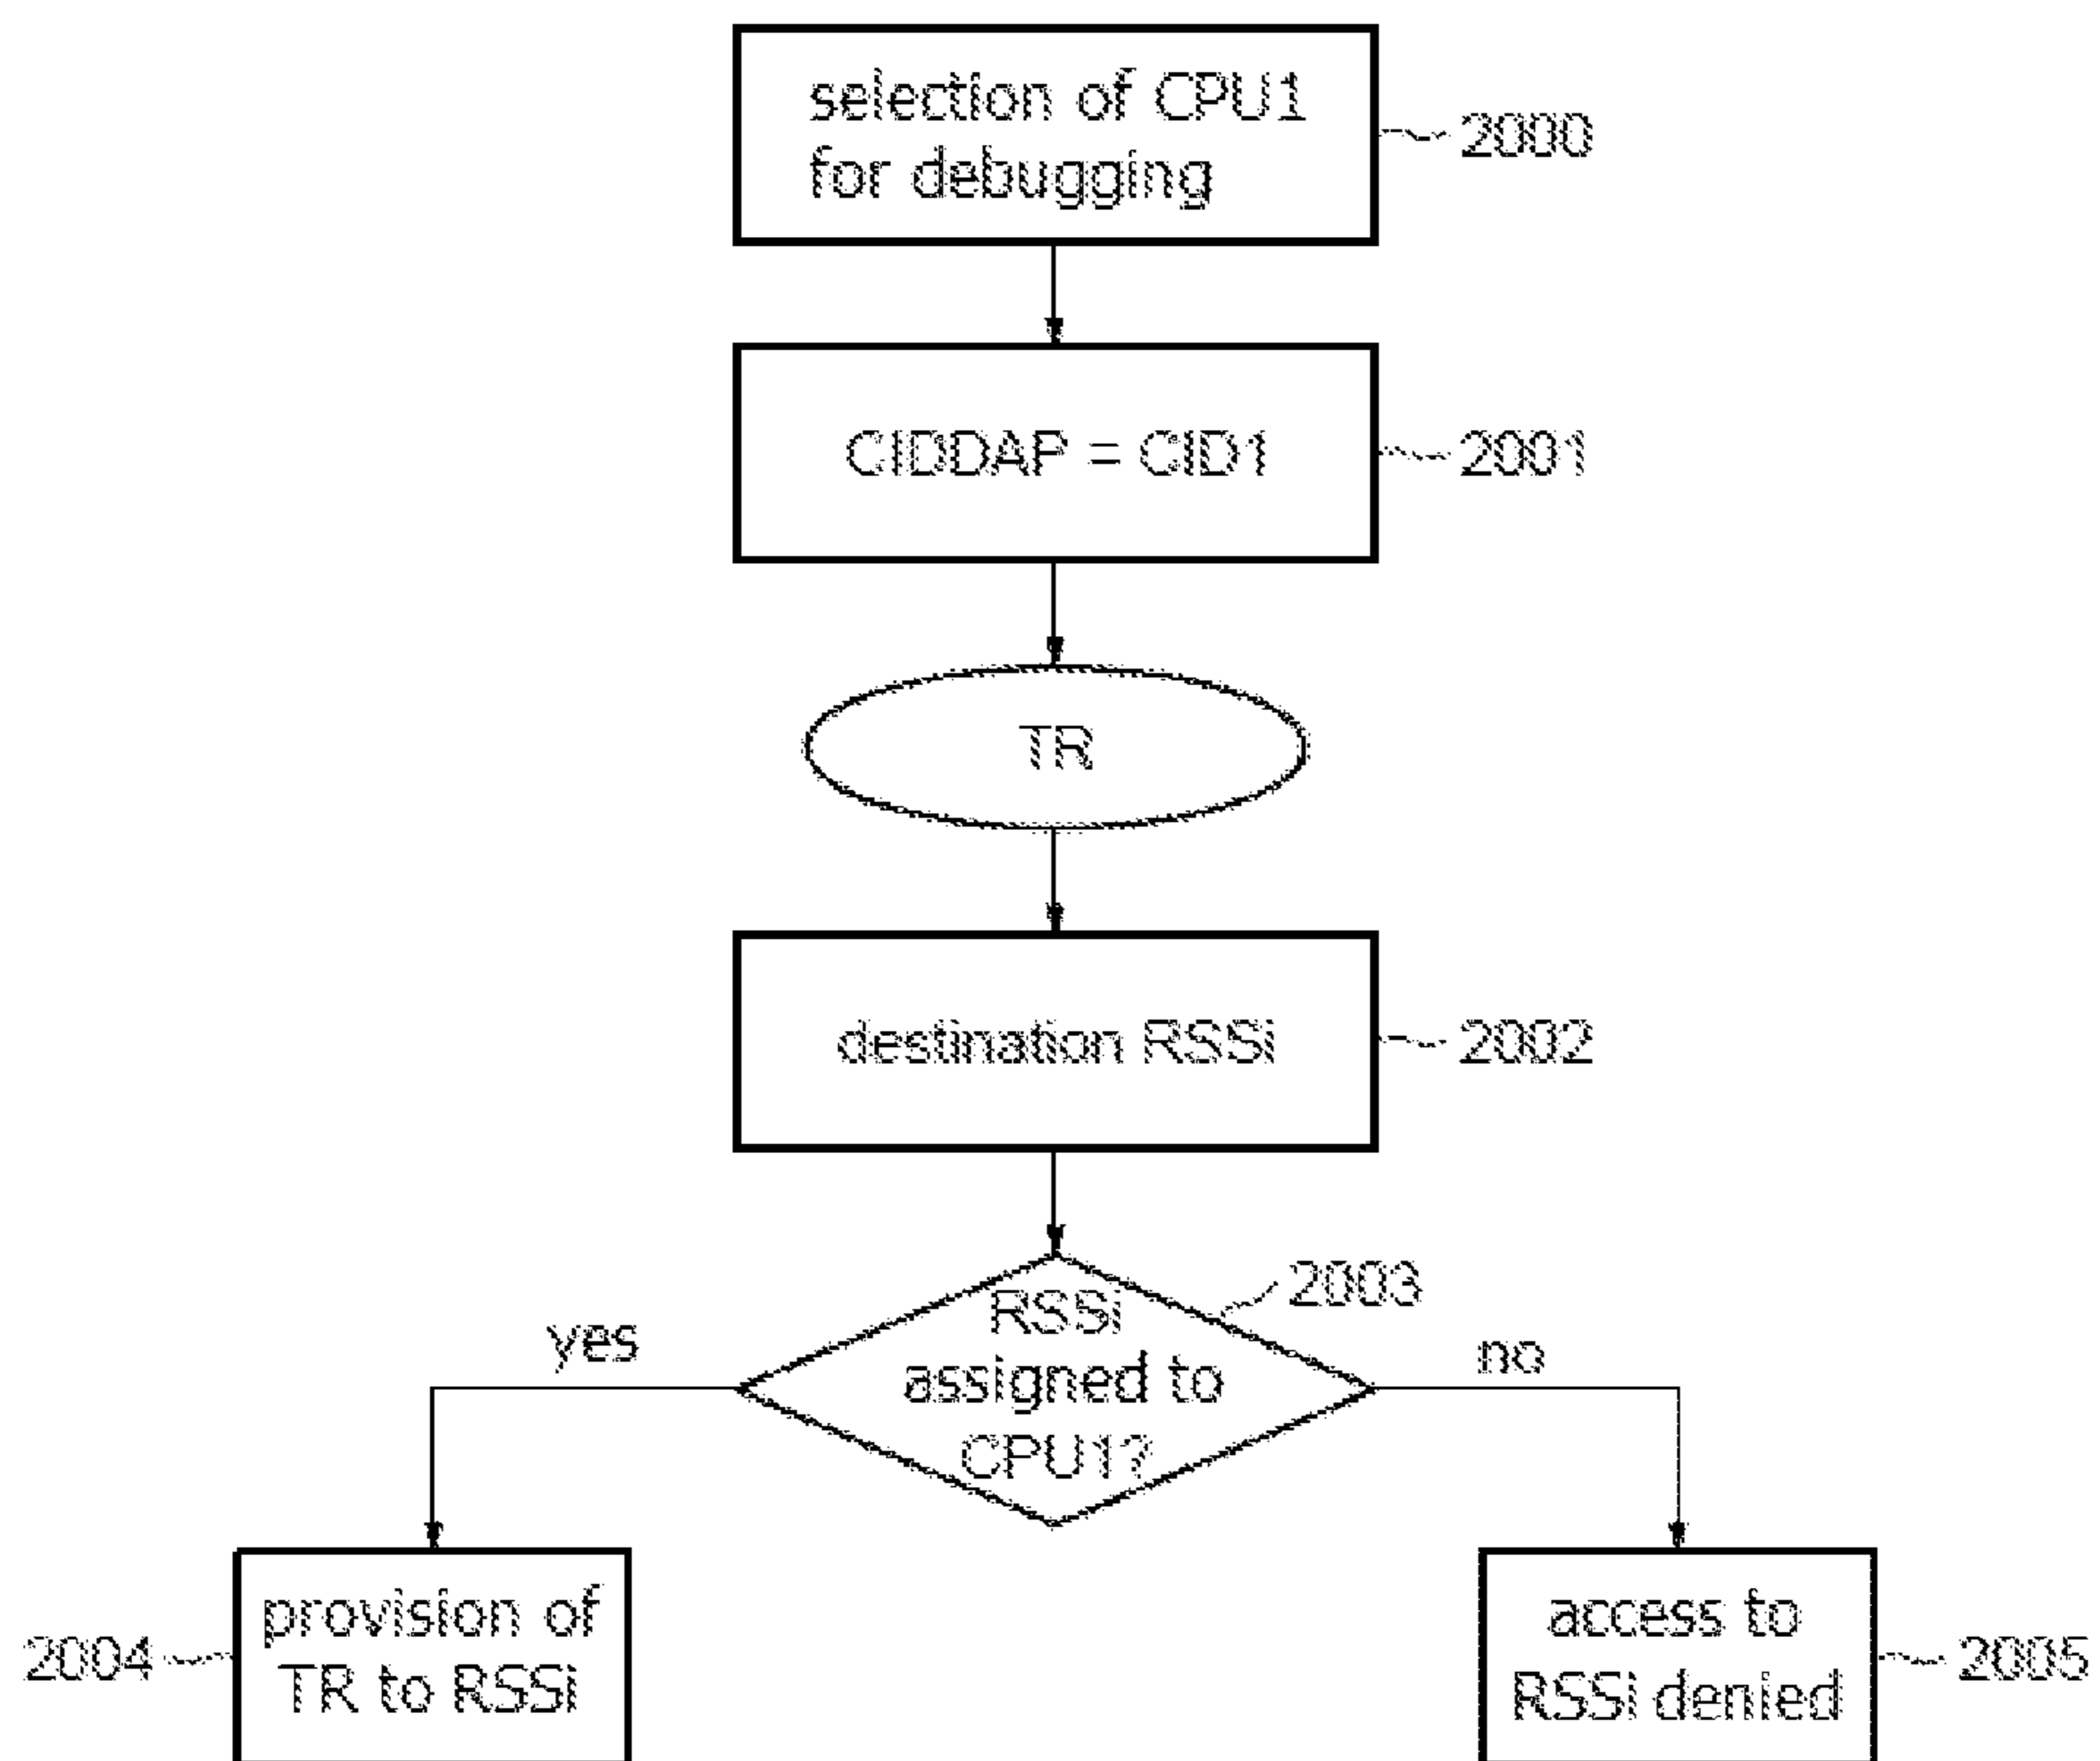 selection of CPU1
for debugging
2000
CIDDAP = CID1
2001
TR
destination RSSi
2002
2003
RSSi
assigned to
CPU1?
yes
no
provision of
TR to RSSi
2004
access to
RSSi denied
2005